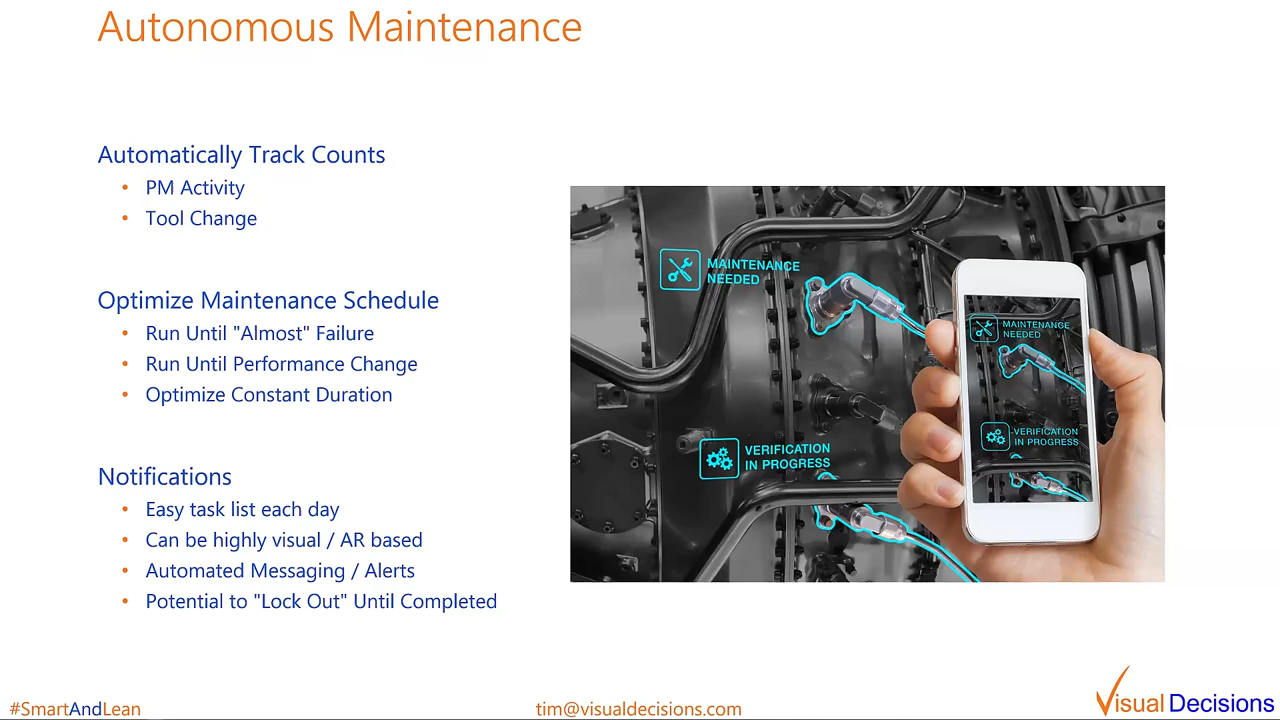 Autonomous Maintenance
Automatically Track Counts
• PM Activity
• Tool Change
Optimize Maintenance Schedule
• Run Until "Almost" Failure
• Run Until Performance Change
• Optimize Constant Duration
Notifications
• Easy task list each day
• Can be highly visual / AR based
• Automated Messaging / Alerts
• Potential to "Lock Out" Until Completed
MAINTENANCE
NEEDED
VERIFICATION
IN PROGRESS
MAINTENANCE
NEEDED
VERIFICATION
IN PROGRESS
#SmartAndLean
tim@visualdecisions.com
Visual Decisions